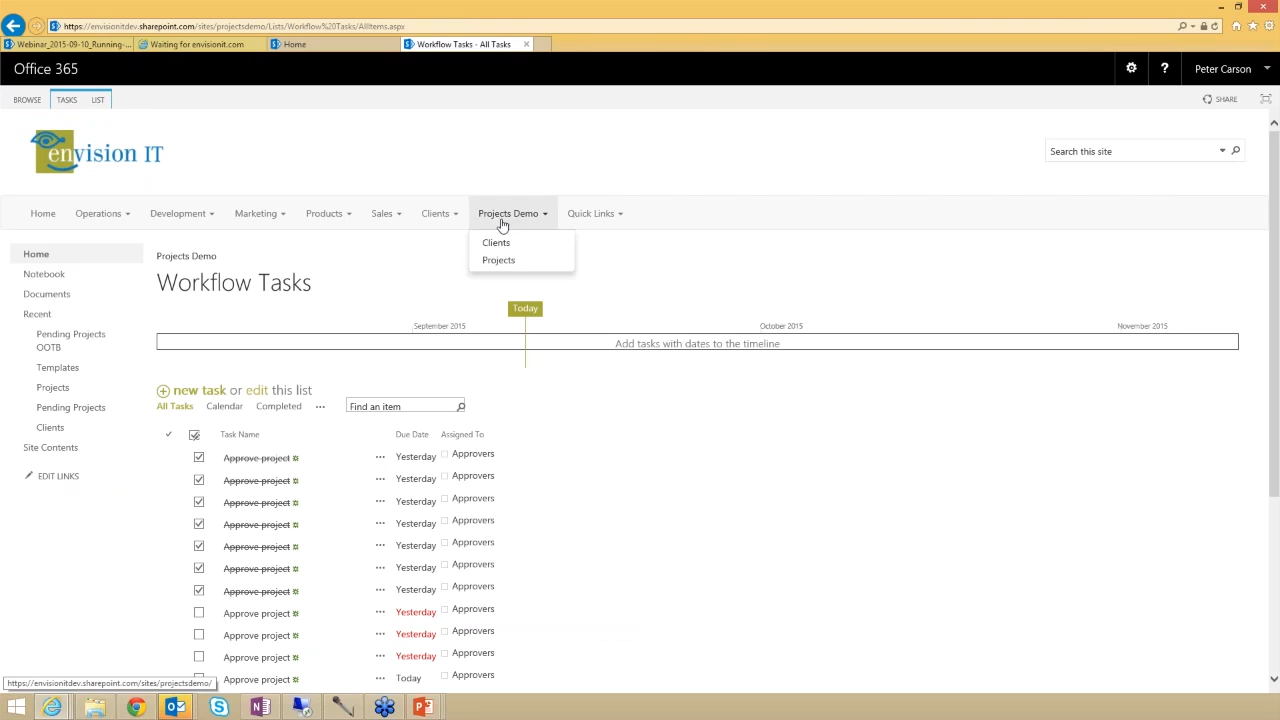 https://envisionitdev.sharepoint.com/sites/projectsdemo/Lists/Workflow%20Tasks/AllItems.aspx
Webinar_2015-09-10_Running-... Waiting for envisionit.com Home Workflow Tasks - All Tasks
Office 365 ? Peter Carson
BROWSE TASKS LIST SHARE
envision IT
Search this site
Home Operations Development Marketing Products Sales Clients Projects Demo Quick Links
Clients
Projects
Home
Notebook
Documents
Recent
Pending Projects
OOTB
Templates
Projects
Pending Projects
Clients
Site Contents
EDIT LINKS
Projects Demo
Workflow Tasks
Today
September 2015 October 2015 November 2015
Add tasks with dates to the timeline
new task or edit this list
All Tasks Calendar Completed ... Find an item
Task Name Due Date Assigned To
Approve project ... Yesterday Approvers
Approve project ... Yesterday Approvers
Approve project ... Yesterday Approvers
Approve project ... Yesterday Approvers
Approve project ... Yesterday Approvers
Approve project ... Yesterday Approvers
Approve project ... Yesterday Approvers
Approve project ... Yesterday Approvers
Approve project ... Yesterday Approvers
Approve project ... Yesterday Approvers
Approve project ... Today Approvers
https://envisionitdev.sharepoint.com/sites/projectsdemo/